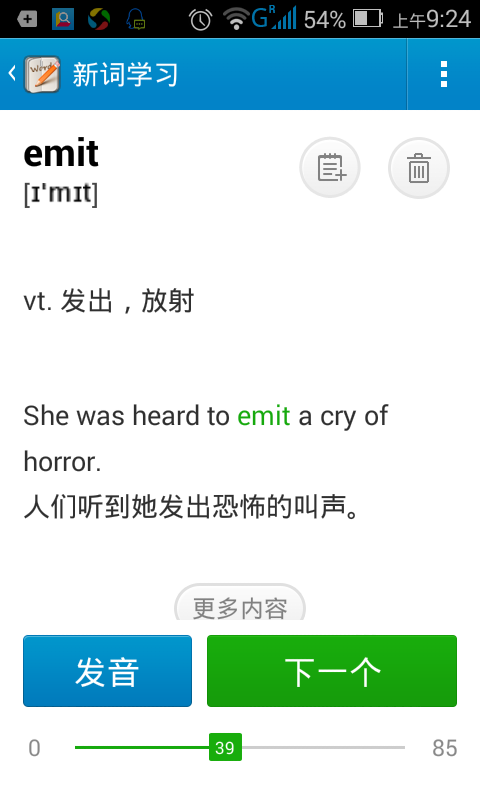 G R 54% 上午9:24
Words 新词学习
emit
[ɪ'mɪt]
vt. 发出，放射
She was heard to emit a cry of
horror.
人们听到她发出恐怖的叫声。
更多内容
发音 下一个
0 39 85